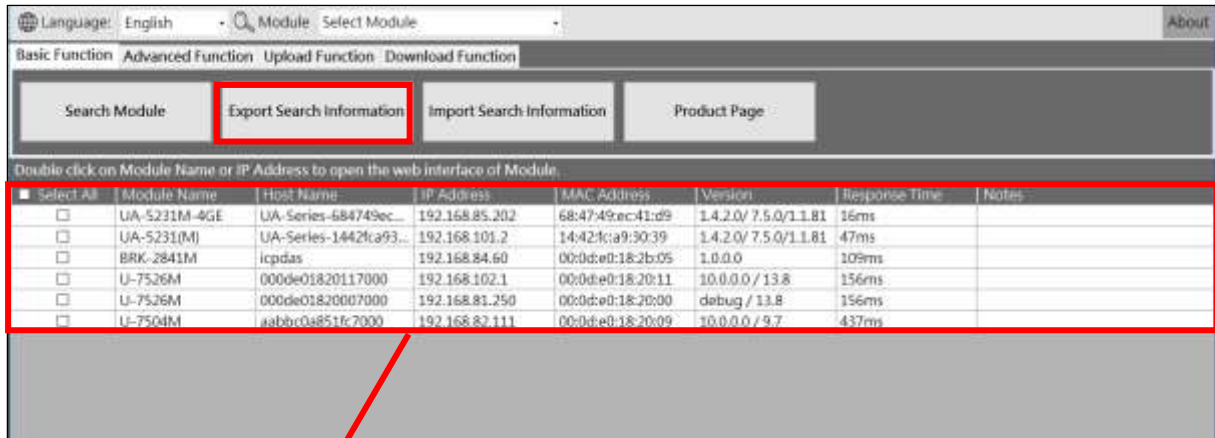 Language: English Module Select Module About
Basic Function Advanced Function Upload Function Download Function
Search Module Export Search Information Import Search Information Product Page
Double click on Module Name or IP Address to open the web interface of Module.
Select All Module Name Host Name IP Address MAC Address Version Response Time Notes
UA-5231M-4GE UA-Series-684749ec... 192.168.85.202 68:47:49:ec:41:d9 1.4.2.0/ 7.5.0/1.1.81 16ms
UA-5231(M) UA-Series-1442fca93... 192.168.101.2 14:42:fc:a9:30:39 1.4.2.0/ 7.5.0/1.1.81 47ms
BRK-2841M icpdas 192.168.84.60 00:0d:e0:18:2b:05 1.0.0.0 109ms
U-7526M 000de01820117000 192.168.102.1 00:0d:e0:18:20:11 10.0.0.0 / 13.8 156ms
U-7526M 000de01820007000 192.168.81.250 00:0d:e0:18:20:00 debug / 13.8 156ms
U-7504M aabbc0a851fc7000 192.168.82.111 00:0d:e0:18:20:09 10.0.0.0 / 9.7 437ms